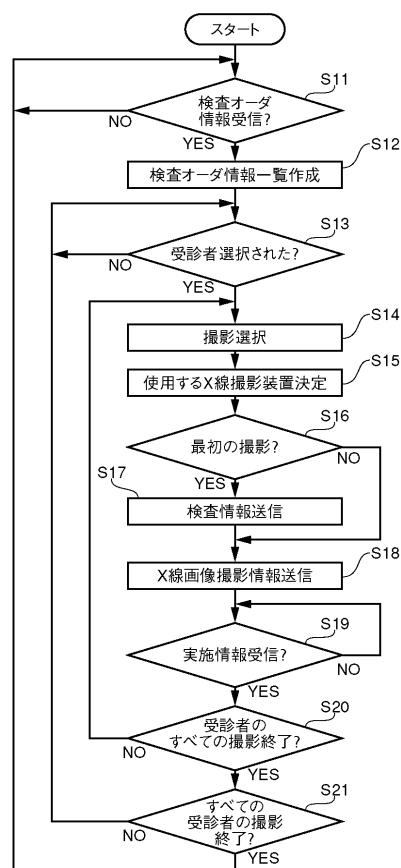 スタート
S11
検査オーダ
情報受信?
NO
YES
S12
検査オーダ情報一覧作成
S13
受診者選択された?
NO
YES
S14
撮影選択
S15
使用するX線撮影装置決定
S16
最初の撮影?
NO
S17
YES
検査情報送信
S18
X線画像撮影情報送信
S19
実施情報受信?
NO
YES
S20
受診者の
すべての撮影終了?
NO
YES
S21
すべての
受診者の撮影
終了?
NO
YES